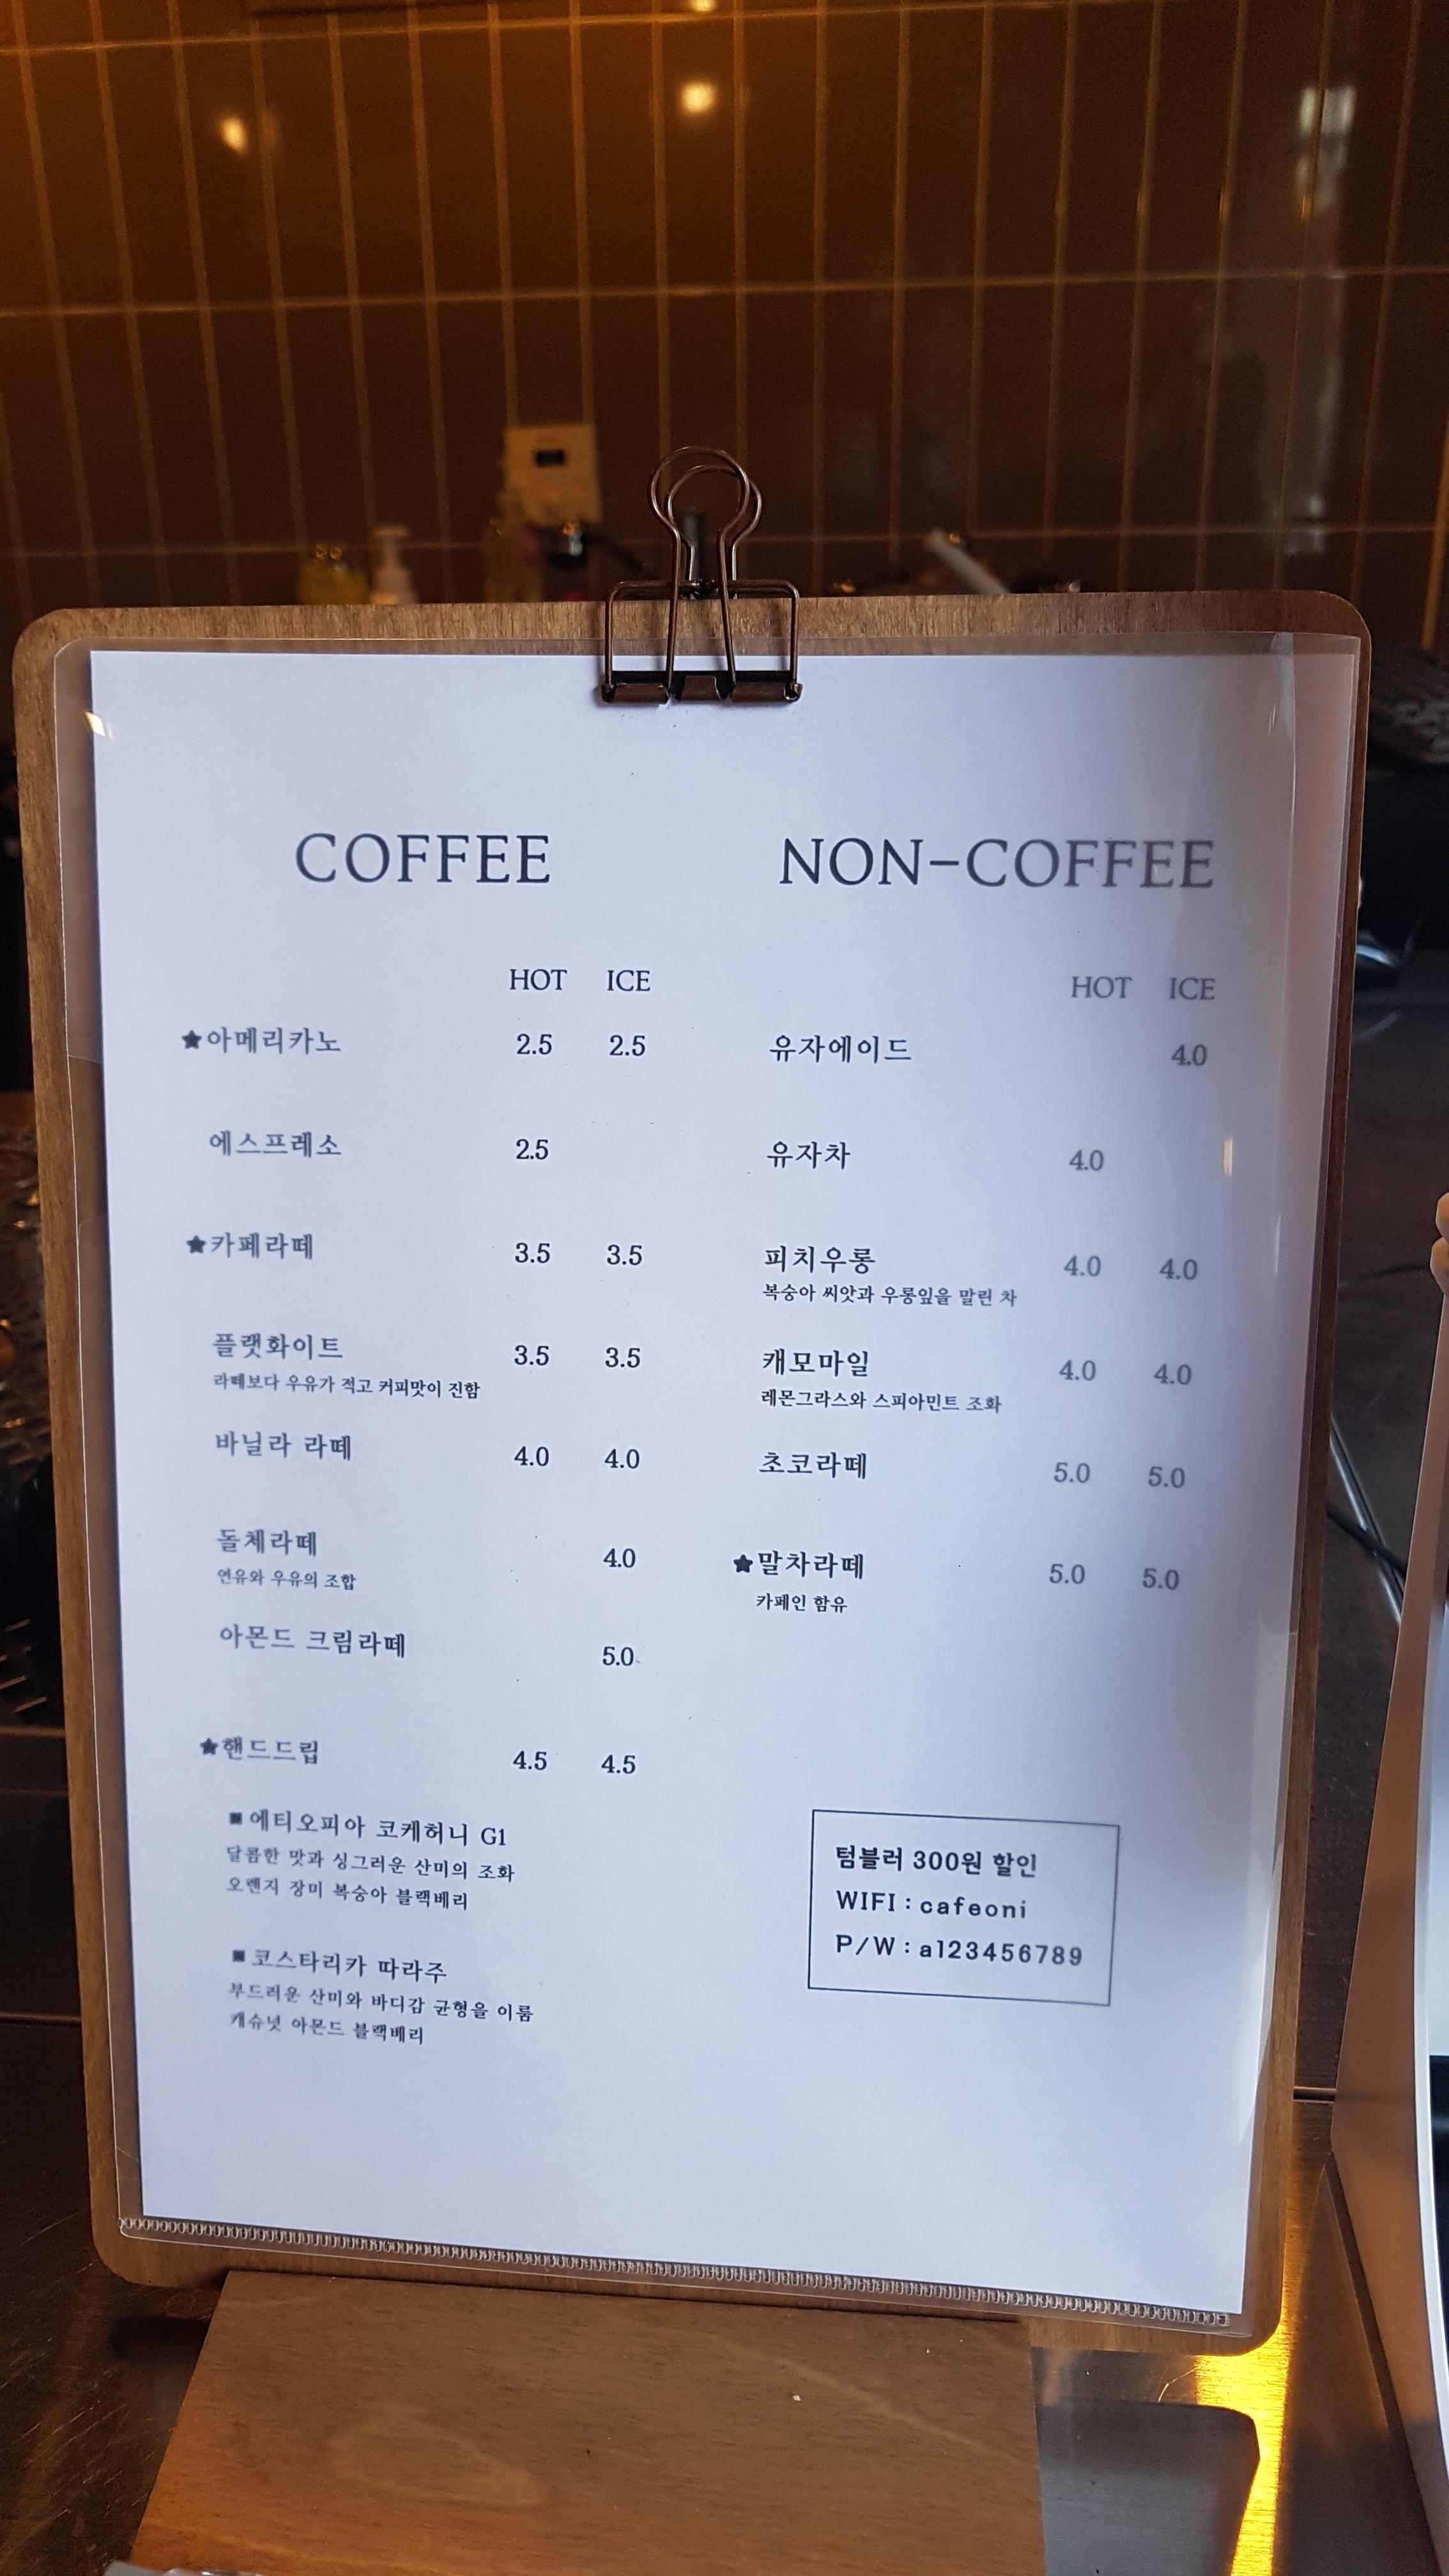 COFFEE
HOT ICE
★아메리카노 2.5 2.5
에스프레소 2.5
★카페라떼 3.5 3.5
플랫화이트 3.5 3.5
라떼보다 우유가 적고 커피맛이 진함
바닐라 라떼 4.0 4.0
돌체라떼 4.0
연유와 우유의 조합
아몬드 크림라떼 5.0
★핸드드립 4.5 4.5
■ 에티오피아 코케허니 G1
달콤한 맛과 싱그러운 산미의 조화
오렌지 장미 복숭아 블랙베리
■ 코스타리카 따라주
부드러운 산미와 바디감 균형을 이룸
캐슈넛 아몬드 블랙베리
NON-COFFEE
HOT ICE
유자에이드 4.0
유자차 4.0
피치우롱 4.0 4.0
복숭아 씨앗과 우롱잎을 말린 차
캐모마일 4.0 4.0
레몬그라스와 스피아민트 조화
초코라떼 5.0 5.0
★말차라떼 5.0 5.0
카페인 함유
텀블러 300원 할인
WIFI : cafeoni
P/W : a123456789